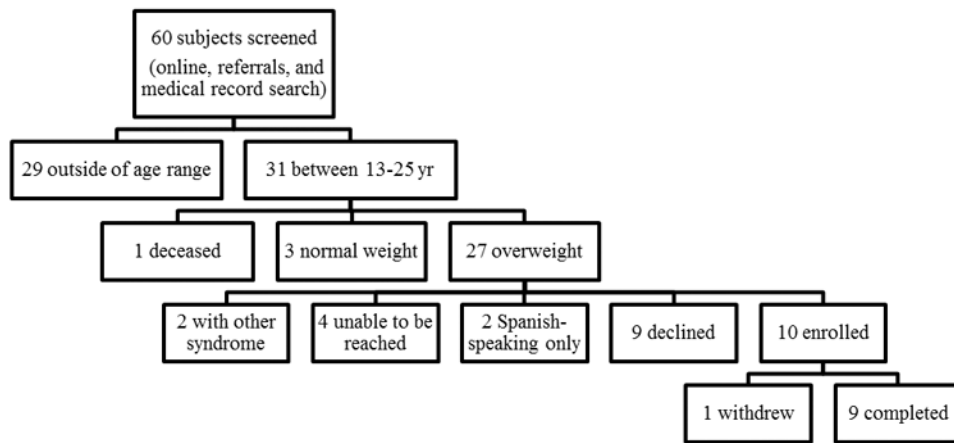 60 subjects screened
(online, referrals, and
medical record search)
29 outside of age range
31 between 13-25 yr
1 deceased
3 normal weight
27 overweight
2 with other
syndrome
4 unable to be
reached
2 Spanish-
speaking only
9 declined
10 enrolled
1 withdrew
9 completed